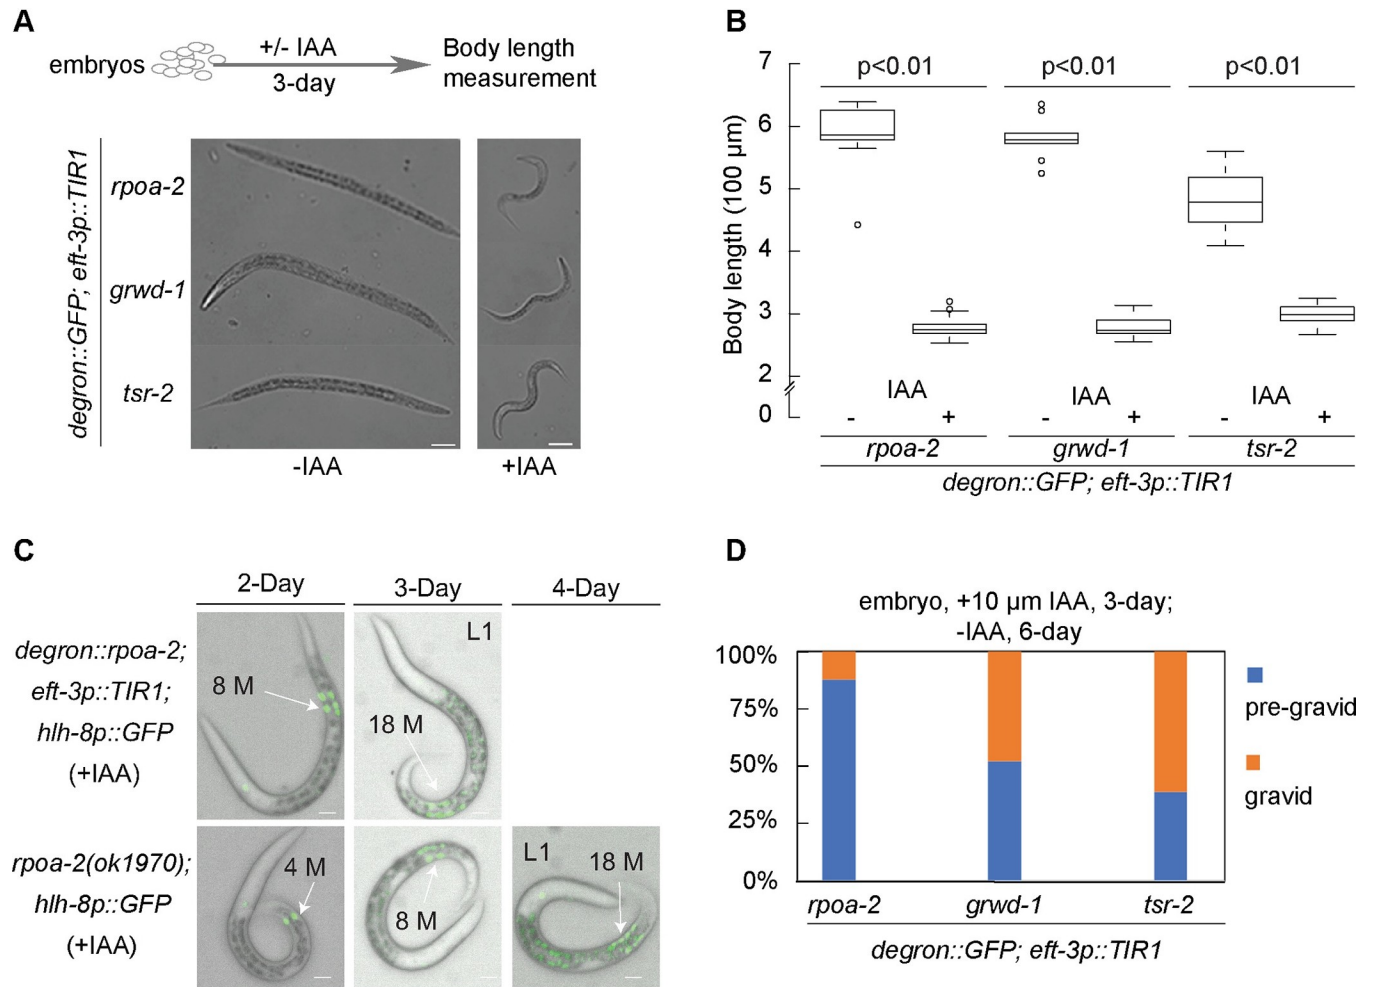 A
embryos
+/- IAA
3-day
Body length
measurement
degron::GFP; eft-3p::TIR1
rpoa-2
grwd-1
tsr-2
-IAA
+IAA
B
Body length (100 µm)
7
6
5
4
3
2
0
p<0.01
p<0.01
p<0.01
IAA
IAA
IAA
- +
- +
- +
rpoa-2
grwd-1
tsr-2
degron::GFP; eft-3p::TIR1
C
2-Day
3-Day
4-Day
degron::rpoa-2;
eft-3p::TIR1;
hlh-8p::GFP
(+IAA)
8 M
L1
18 M
rpoa-2(ok1970);
hlh-8p::GFP
(+IAA)
4 M
8 M
L1
18 M
D
embryo, +10 µm IAA, 3-day;
-IAA, 6-day
100%
75%
50%
25%
0%
pre-gravid
gravid
rpoa-2
grwd-1
tsr-2
degron::GFP; eft-3p::TIR1